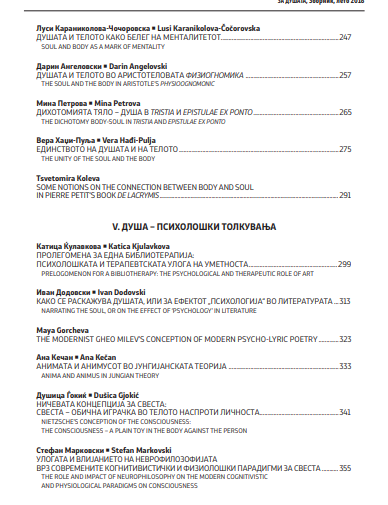 ЗА ДУШАТА, Зборник, лето 2018
Луси Караниколова-Чочоровска ▪ Lusi Karanikolova-Čočorovska
ДУШАТА И ТЕЛОТО КАКО БЕЛЕГ НА МЕНТАЛИТЕТОТ 247
SOUL AND BODY AS A MARK OF MENTALITY
Дарин Ангеловски ▪ Darin Angelovski
ДУШАТА И ТЕЛОТО ВО АРИСТОТЕЛОВАТА ФИЗИОГНОМИКА 257
THE SOUL AND THE BODY IN ARISTOTLE'S PHYSIOGNOMONIC
Мина Петрова ▪ Mina Petrova
ДИХОТОМИЯТА ТЯЛО – ДУША В TRISTIA И EPISTULAE EX PONTO 265
THE DICHOTOMY BODY-SOUL IN TRISTIA AND EPISTULAE EX PONTO
Вера Хаџи-Пуља ▪ Vera Hadi-Pulja
ЕДИНСТВОТО НА ДУШАТА И НА ТЕЛОТО 275
THE UNITY OF THE SOUL AND THE BODY
Tsvetomira Koleva
SOME NOTIONS ON THE CONNECTION BETWEEN BODY AND SOUL
IN PIERRE PETIT'S BOOK DE LACRYMIS 291
V. ДУША – ПСИХОЛОШКИ ТОЛКУВАЊА
Катица Ќулавкова ▪ Katica Kjulavkova
ПРОЛЕГОМЕНА ЗА ЕДНА БИБЛИОТЕРАПИЈА:
ПСИХОЛОШКАТА И ТЕРАПЕВТСКАТА УЛОГА НА УМЕТНОСТА 299
PRELOGOMENON FOR A BIBLIOTHERAPY: THE PSYCHOLOGICAL AND THERAPEUTIC ROLE OF ART
Иван Додовски ▪ Ivan Dodovski
КАКО СЕ РАСКАЖУВА ДУШАТА, ИЛИ ЗА ЕФЕКТОТ „ПСИХОЛОГИЈА“ ВО ЛИТЕРАТУРАТА 313
NARRATING THE SOUL, OR ON THE EFFECT OF 'PSYCHOLOGY' IN LITERATURE
Maya Gorcheva
THE MODERNIST GHEO MILEV'S CONCEPTION OF MODERN PSYCHO-LYRIC POETRY 323
Ана Кечан ▪ Ana Kečan
АНИМАТА И АНИМУСОТ ВО ЈУНГИЈАНСКАТА ТЕОРИЈА 333
ANIMA AND ANIMUS IN JUNGIAN THEORY
Душица Ѓокиќ ▪ Dušica Gjokić
НИЧЕВАТА КОНЦЕПЦИЈА ЗА СВЕСТА:
СВЕСТА – ОБИЧНА ИГРАЧКА ВО ТЕЛОТО НАСПРОТИ ЛИЧНОСТА 341
NIETZSCHE'S CONCEPTION OF THE CONSCIOUSNESS:
THE CONSCIOUSNESS – A PLAIN TOY IN THE BODY AGAINST THE PERSON
Стефан Марковски ▪ Stefan Markovski
УЛОГАТА И ВЛИЈАНИЕТО НА НЕВРОФИЛОЗОФИЈАТА
ВРЗ СОВРЕМЕНИТЕ КОГНИТИВИСТИЧКИ И ФИЗИОЛОШКИ ПАРАДИГМИ ЗА СВЕСТА 355
THE ROLE AND IMPACT OF NEUROPHILOSOPHY ON THE MODERN COGNITIVIST
AND PHYSIOLOGICAL PARADIGMS ON CONSCIOUSNESS